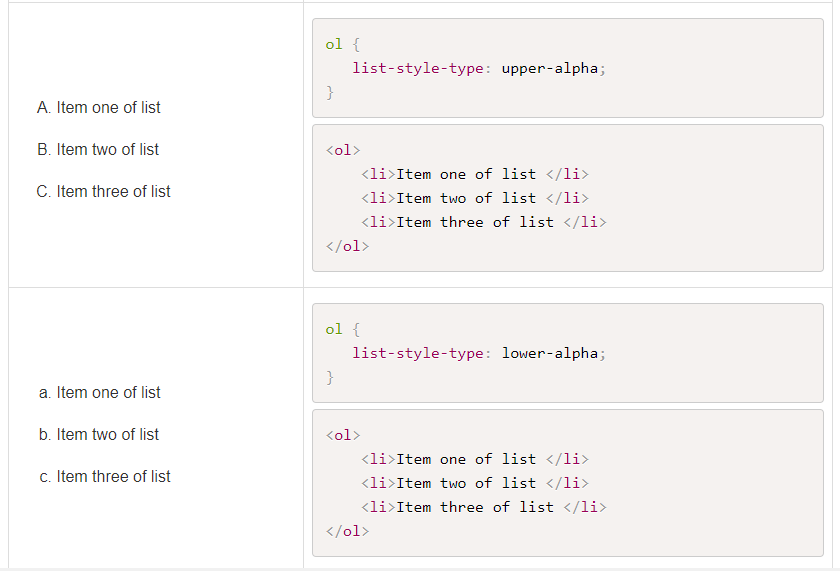 A. Item one of list
B. Item two of list
C. Item three of list
ol {
   list-style-type: upper-alpha;
}
<ol>
    <li>Item one of list </li>
    <li>Item two of list </li>
    <li>Item three of list </li>
</ol>
a. Item one of list
b. Item two of list
c. Item three of list
ol {
   list-style-type: lower-alpha;
}
<ol>
    <li>Item one of list </li>
    <li>Item two of list </li>
    <li>Item three of list </li>
</ol>